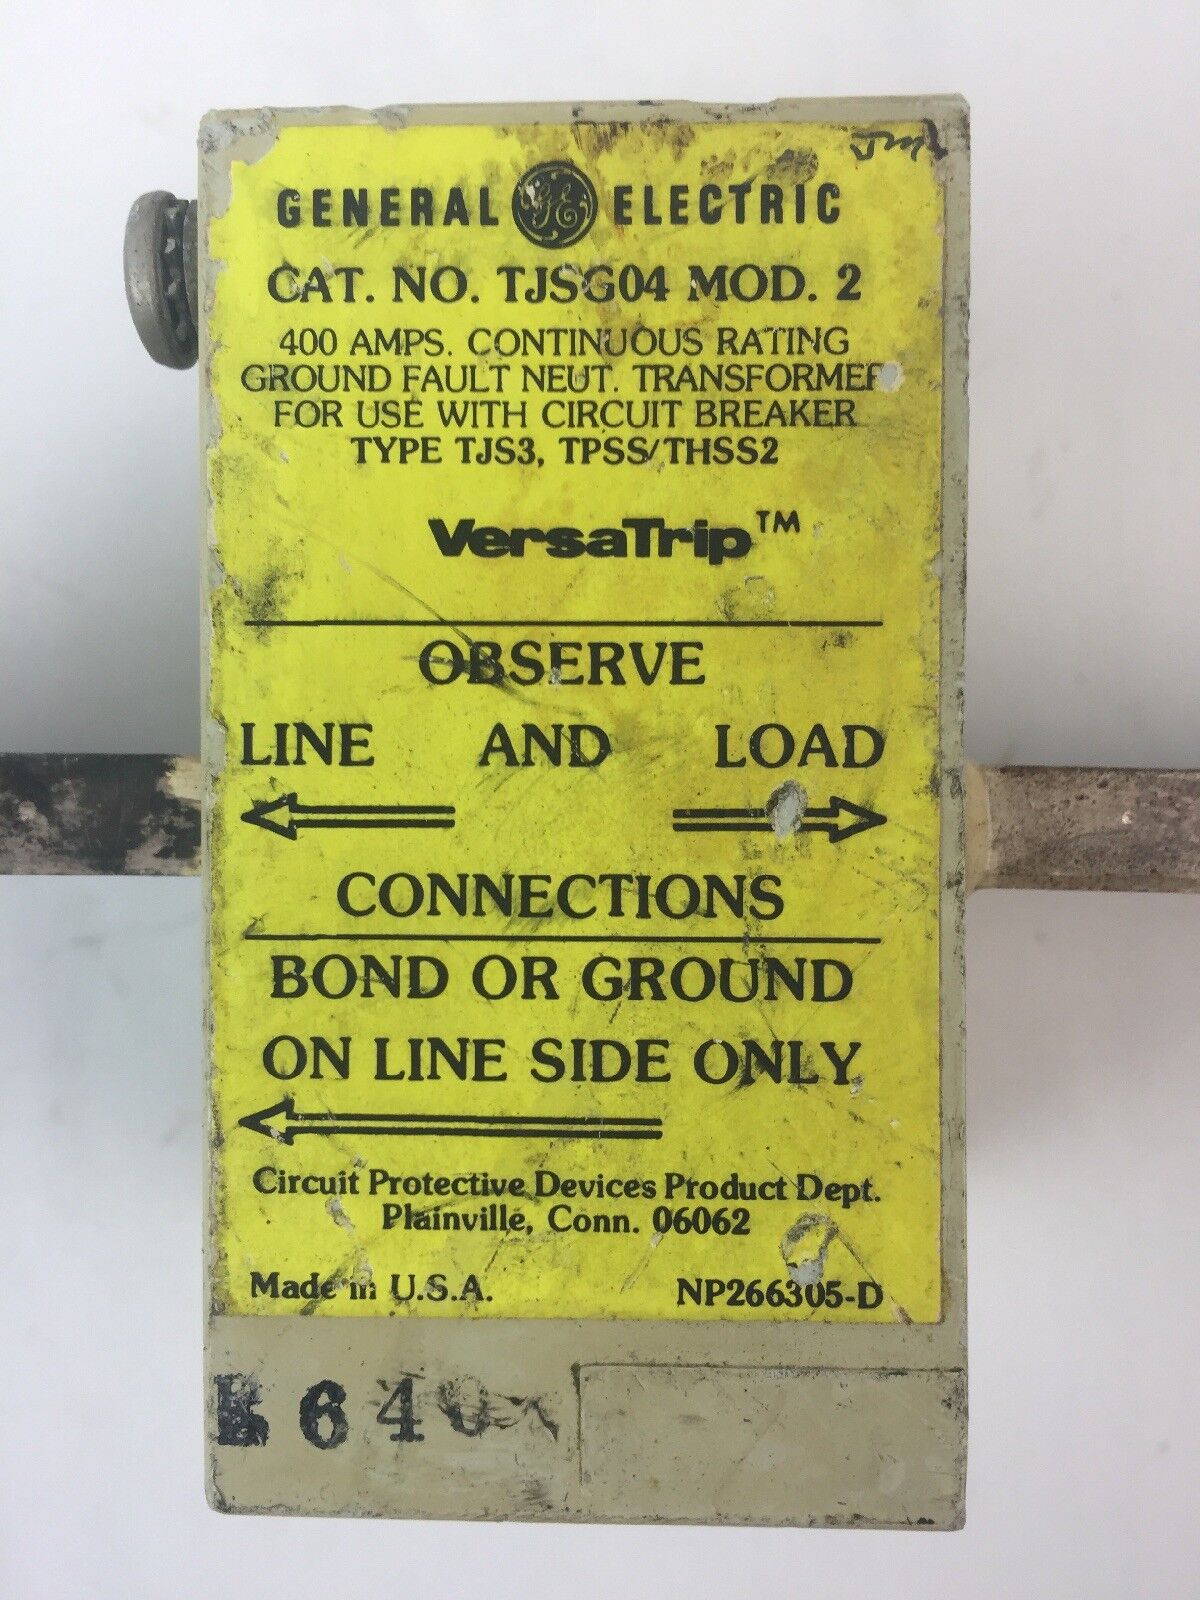 GENERAL GE ELECTRIC
CAT. NO. TJSG04 MOD. 2
400 AMPS. CONTINUOUS RATING
GROUND FAULT NEUT. TRANSFORMER
FOR USE WITH CIRCUIT BREAKER
TYPE TJS3, TPSS/THSS2
VersaTrip™
OBSERVE
LINE AND LOAD
CONNECTIONS
BOND OR GROUND
ON LINE SIDE ONLY
Circuit Protective Devices Product Dept.
Plainville, Conn. 06062
Made in U.S.A. NP266305-D